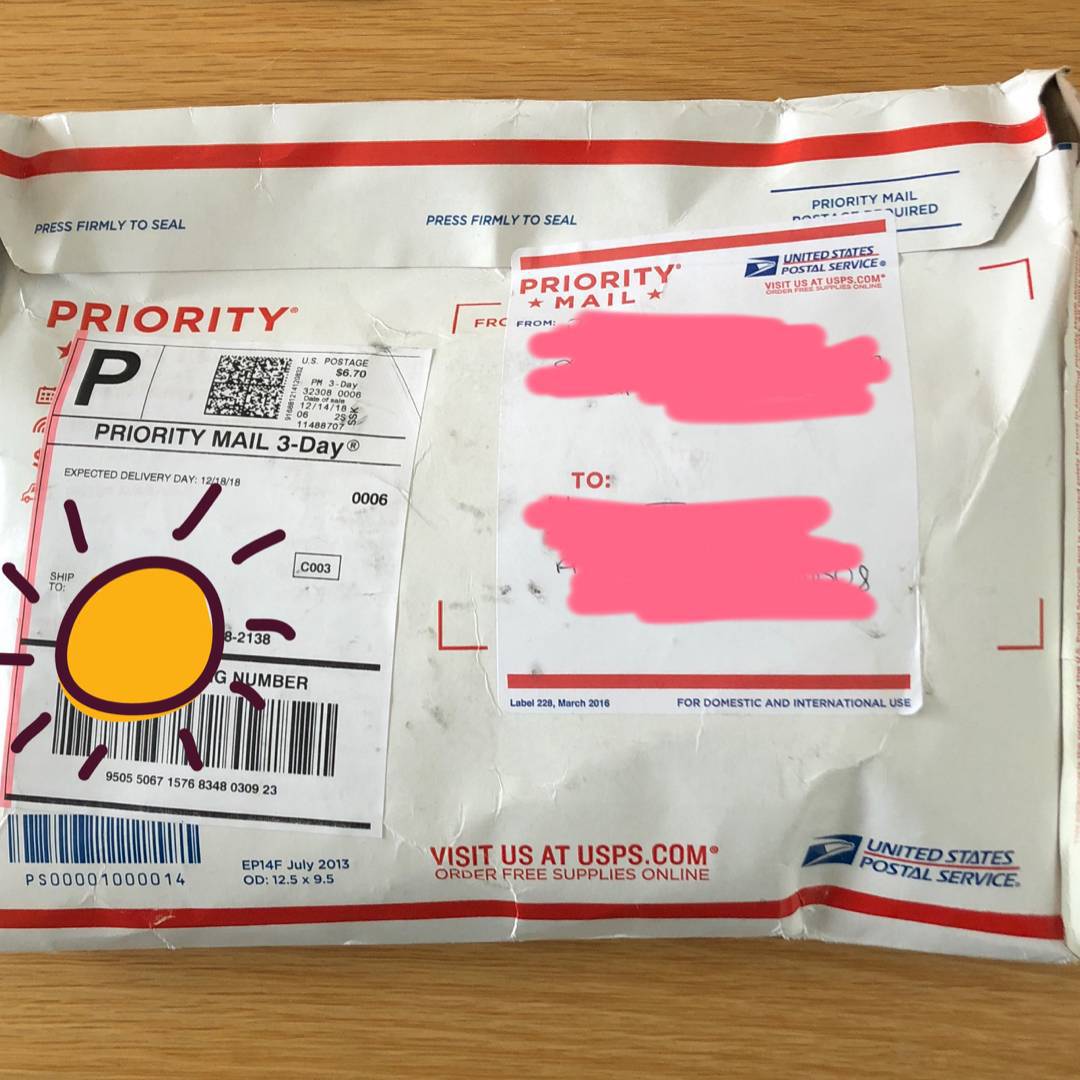 PRESS FIRMLY TO SEAL
PRESS FIRMLY TO SEAL
PRIORITY MAIL
POSTAGE REQUIRED
PRIORITY®
P
U.S. POSTAGE
$6.70
PM 3-Day
32308 0006
Date of sale
12/14/18
06 2S
SSK
11488707
PRIORITY MAIL 3-Day®
EXPECTED DELIVERY DAY: 12/18/18
0006
C003
SHIP
TO:
8-2138
G NUMBER
9505 5067 1576 8348 0309 23
PS00001000014
EP14F July 2013
OD: 12.5 x 9.5
FRO
PRIORITY®
★ MAIL ★
UNITED STATES
POSTAL SERVICE®
VISIT US AT USPS.COM®
ORDER FREE SUPPLIES ONLINE
FROM:
TO:
Label 228, March 2016
FOR DOMESTIC AND INTERNATIONAL USE
VISIT US AT USPS.COM®
ORDER FREE SUPPLIES ONLINE
UNITED STATES
POSTAL SERVICE®